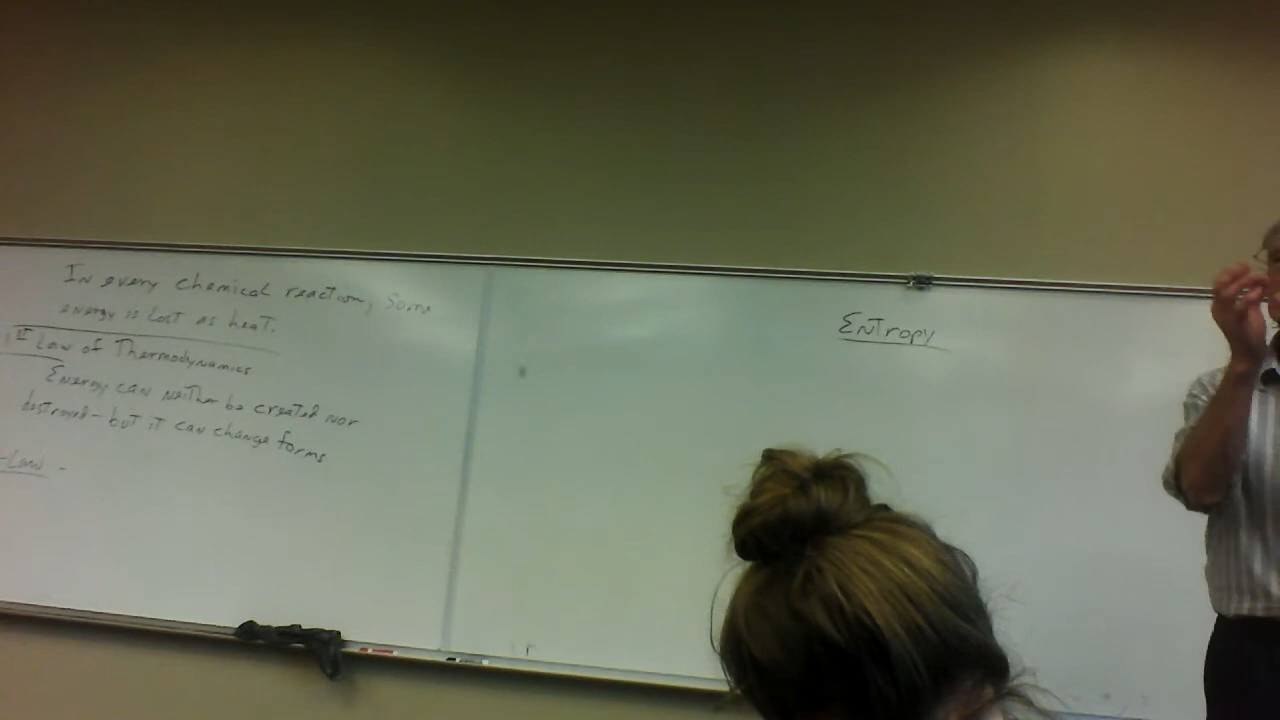 In every chemical reaction, some
energy is lost as heat.
1st Law of Thermodynamics
Energy can neither be created nor
destroyed - but it can change forms
Law -
Entropy